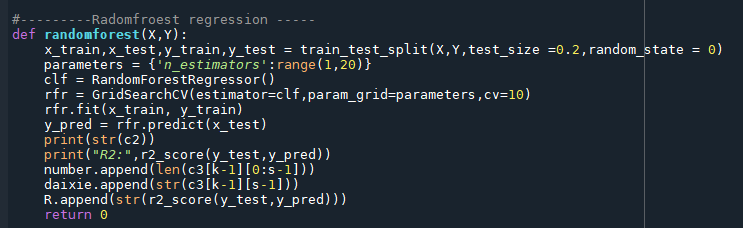 #---------Radomfroest regression -----
def randomforest(X,Y):
    x_train,x_test,y_train,y_test = train_test_split(X,Y,test_size =0.2,random_state = 0)
    parameters = {'n_estimators':range(1,20)}
    clf = RandomForestRegressor()
    rfr = GridSearchCV(estimator=clf,param_grid=parameters,cv=10)
    rfr.fit(x_train, y_train)
    y_pred = rfr.predict(x_test)
    print(str(c2))
    print("R2:",r2_score(y_test,y_pred))
    number.append(len(c3[k-1][0:s-1]))
    daixie.append(str(c3[k-1][s-1]))
    R.append(str(r2_score(y_test,y_pred)))
    return 0